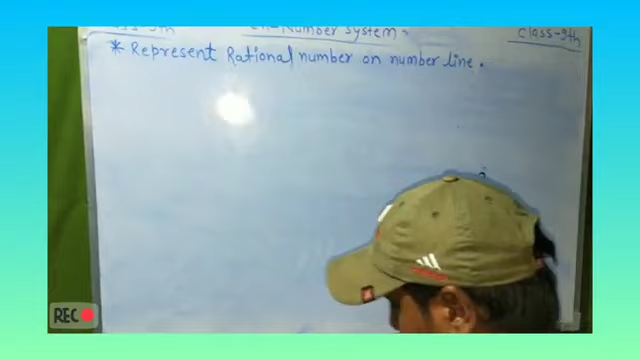 Number System
Class-9th
* Represent Rational number on number line.
REC